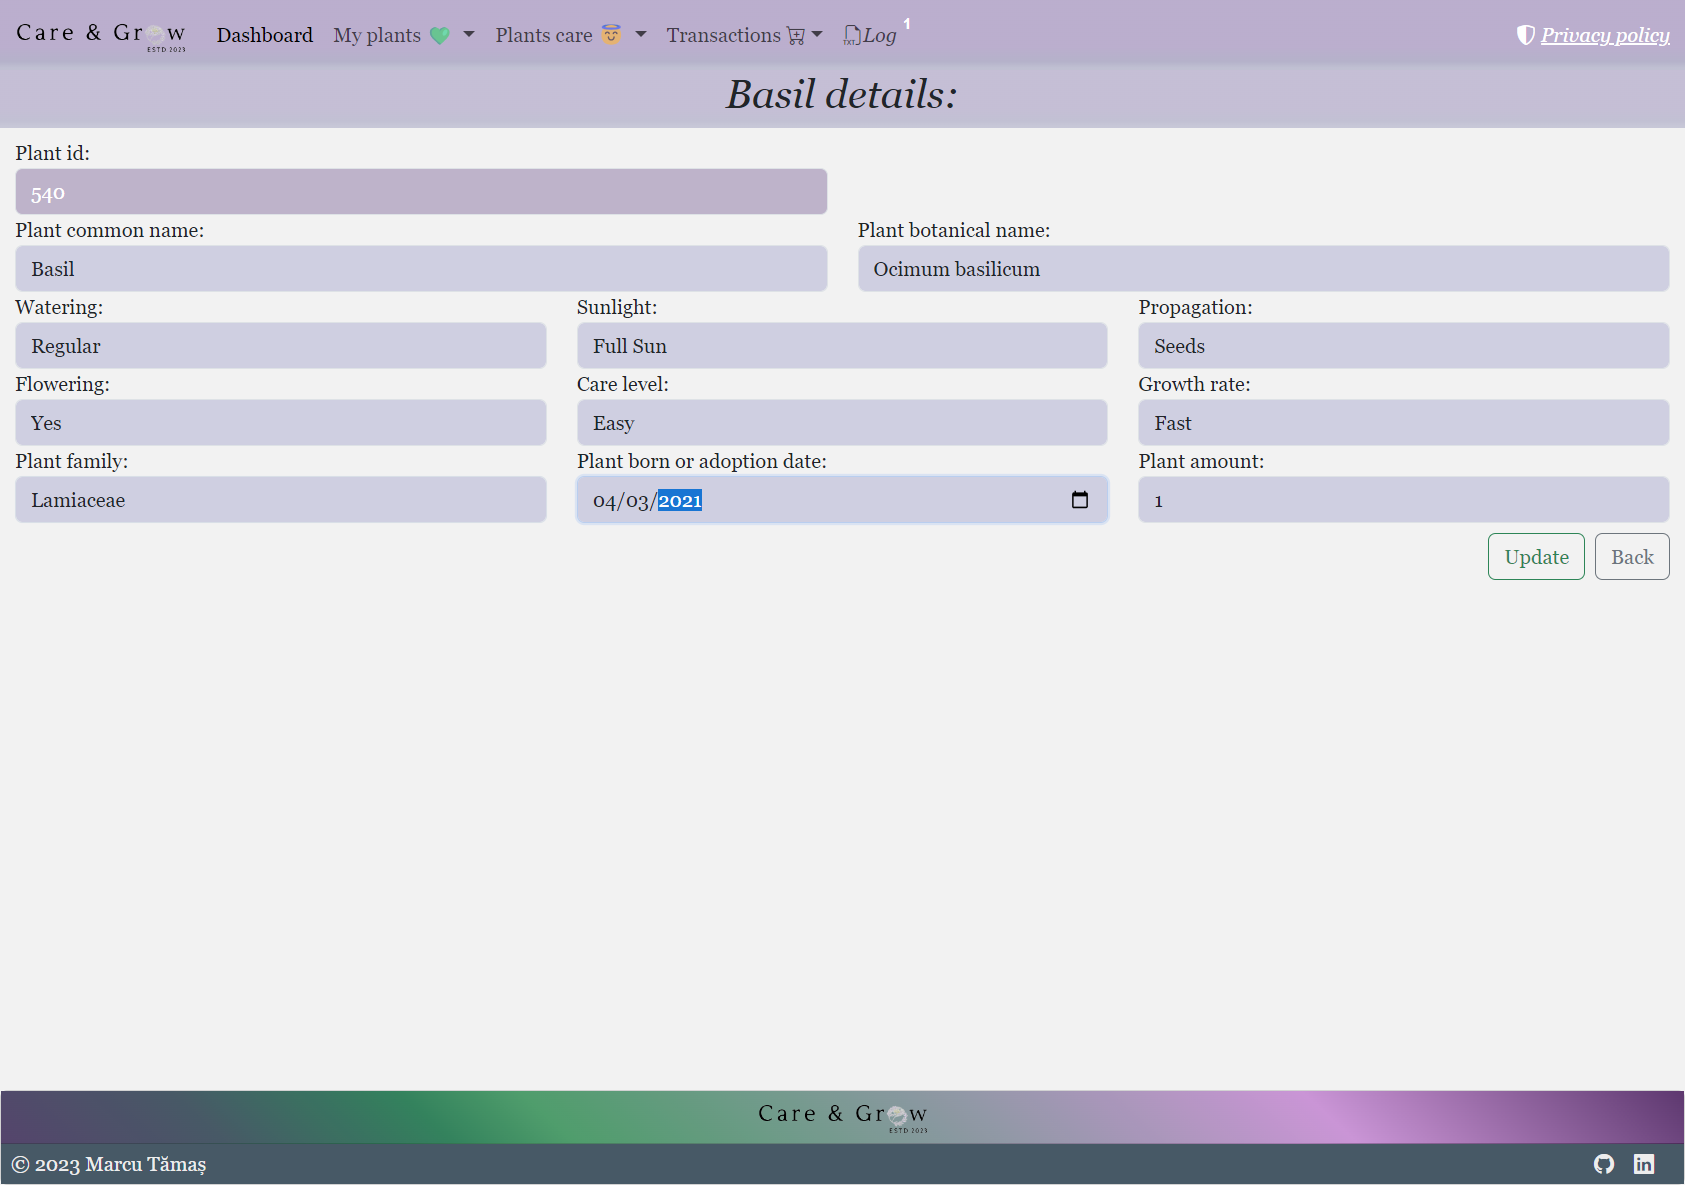 Care & Grow
ESTD 2023
Dashboard
My plants
Plants care
Transactions
TXT
Log
1
Privacy policy
Basil details:
Plant id:
540
Plant common name:
Plant botanical name:
Basil
Ocimum basilicum
Watering:
Sunlight:
Propagation:
Regular
Full Sun
Seeds
Flowering:
Care level:
Growth rate:
Yes
Easy
Fast
Plant family:
Plant born or adoption date:
Plant amount:
Lamiaceae
04/03/2021
1
Update
Back
Care & Grow
ESTD 2023
© 2023 Marcu Tămaș
in